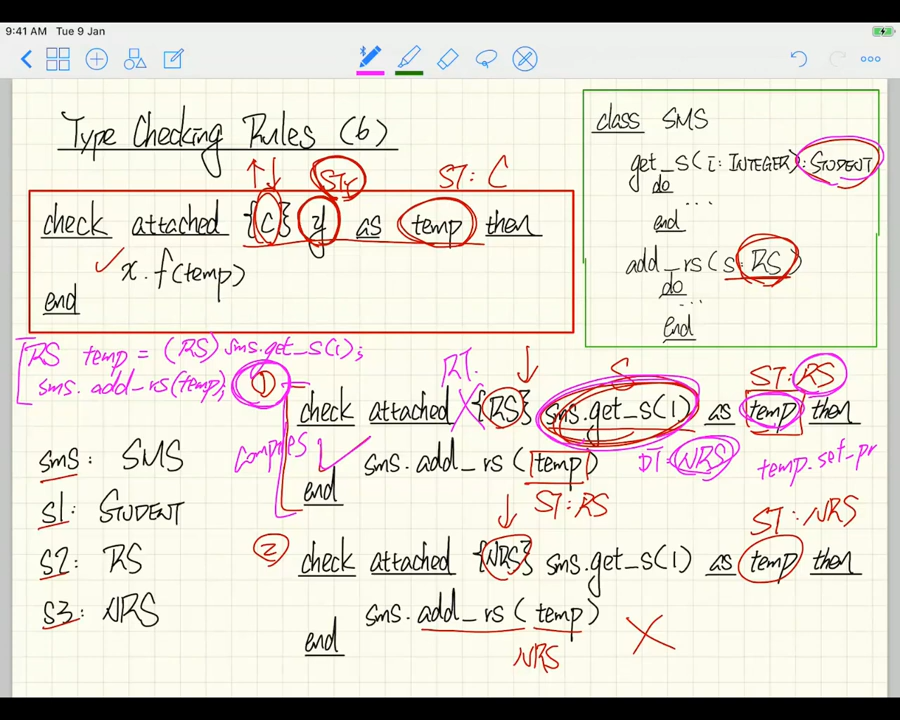 9:41 AM Tue 9 Jan
Type Checking Rules (6)
ST: C
STy
check attached {C} y as temp then
x. f(temp)
end
class SMS
get_s(i: INTEGER): STUDENT
do
...
end
add_rs(s: RS)
do
...
end
RS temp = (RS) sms.get_s(1);
sms. add_rs(temp);
RT.
S
ST: RS
1 check attached {RS} sms.get_s(1) as temp then
compiles
sms.add_rs (temp)
DT: NRS
temp.set_pr
end
ST: RS
ST: NRS
2 check attached {NRS} sms.get_s(1) as temp then
sms.add_rs (temp)
end
NRS
sms: SMS
s1: STUDENT
s2: RS
s3: NRS